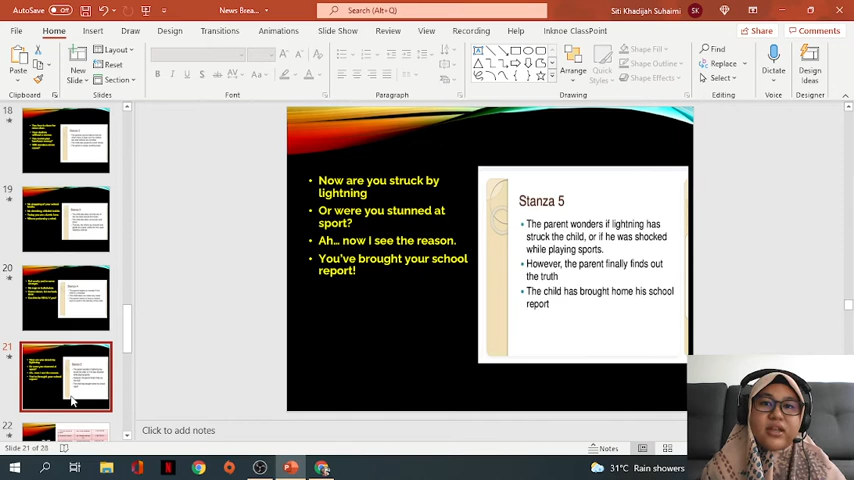 AutoSave
Off
News Brea...
Search (Alt+Q)
Siti Khadijah Suhaimi
SK
File
Home
Insert
Draw
Design
Transitions
Animations
Slide Show
Review
View
Recording
Help
Inknoe ClassPoint
Share
Comments
Paste
New
Slide
Layout
Reset
Section
B
I
U
S
ab
AV
Aa
A
A
Arrange
Quick
Styles
Shape Fill
Shape Outline
Shape Effects
Find
Replace
Select
Dictate
Design
Ideas
Clipboard
Slides
Font
Paragraph
Drawing
Editing
Voice
Designer
18
19
20
21
22
• Now are you struck by
lightning
• Or were you stunned at
sport?
• Ah... now I see the reason.
• You've brought your school
report!
Stanza 5
• The parent wonders if lightning has
struck the child, or if he was shocked
while playing sports.
• However, the parent finally finds out
the truth
• The child has brought home his school
report
Click to add notes
Slide 21 of 28
Notes
31°C Rain showers